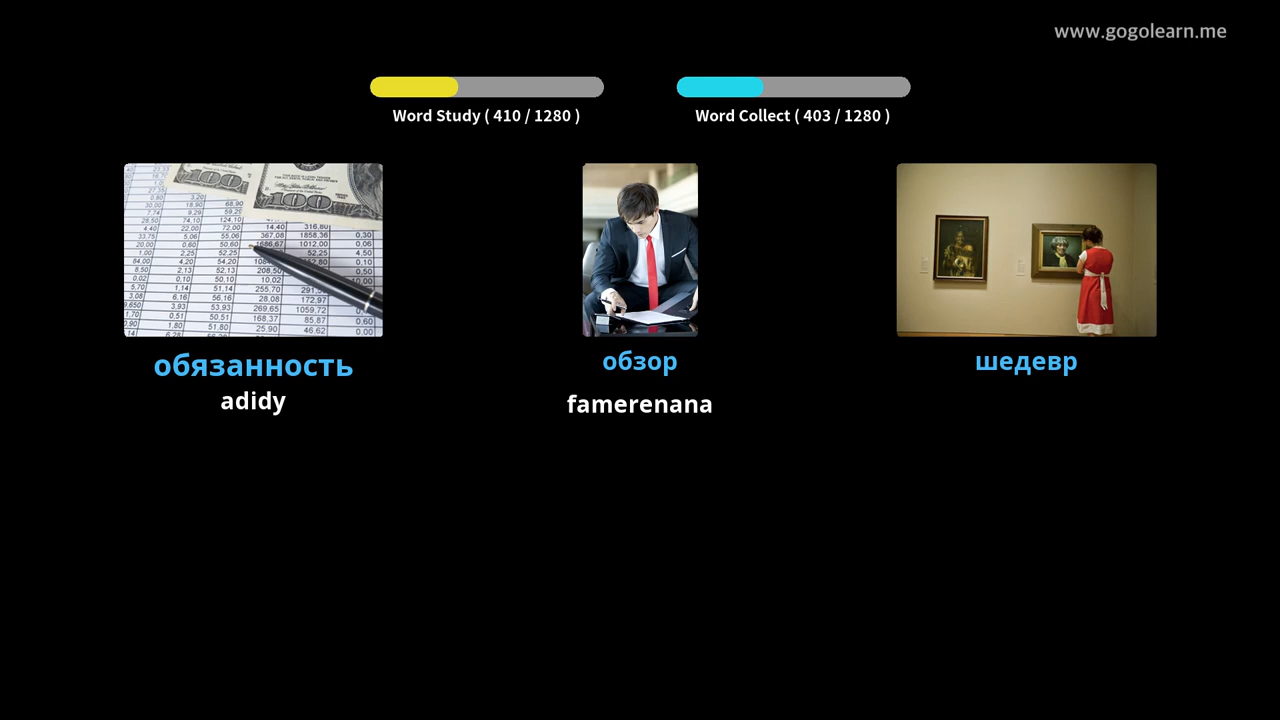 www.gogolearn.me
Word Study ( 410 / 1280 )
Word Collect ( 403 / 1280 )
обязанность
adidy
обзор
famerenana
шедевр